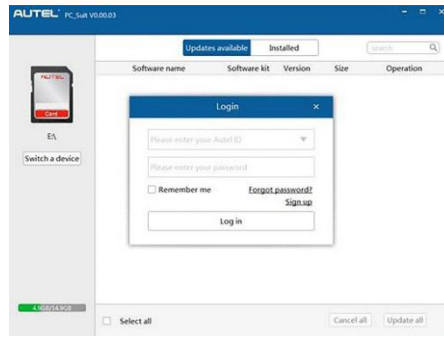 AUTEL PC_Suit V0.00.03
Updates available Installed
search
Software name Software kit Version Size Operation
AUTEL
Card
E:\
Switch a device
Login
Please enter your Autel ID
Please enter your password
Remember me Forgot password?
Sign up
Log in
4.9GB/14.9GB
Select all Cancel all Update all